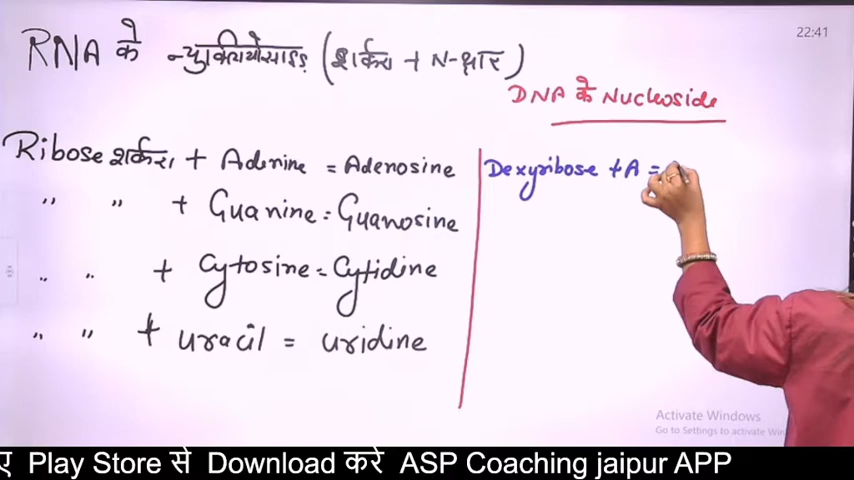 22:41
RNA के न्युक्लियोसाइड (शर्करा + N-क्षार)
DNA के Nucleoside
Ribose शर्करा + Adenine = Adenosine
" " + Guanine = Guanosine
" " + Cytosine = Cytidine
" " + uracil = uridine
Dexyribose + A =
Activate Windows
Go to Settings to activate Win
ए Play Store से Download करे ASP Coaching jaipur APP